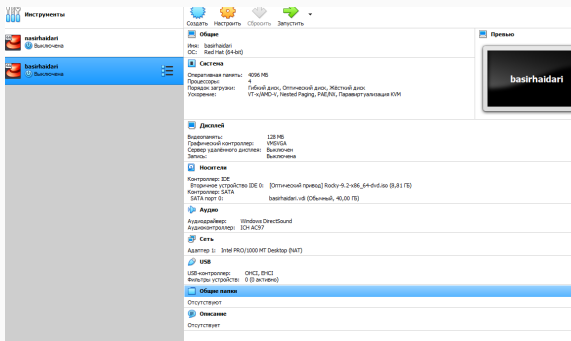 Инструменты
Создать Настроить Сбросить Запустить
nasirhaidari
Выключена
basirhaidari
Выключена
Общие
Имя: basirhaidari
ОС: Red Hat (64-bit)
Система
Оперативная память: 4096 МБ
Процессоры: 4
Порядок загрузки: Гибкий диск, Оптический диск, Жёсткий диск
Ускорение: VT-x/AMD-V, Nested Paging, PAE/NX, Паравиртуализация KVM
Превью
basirhaidari
Дисплей
Видеопамять: 128 МБ
Графический контроллер: VMSVGA
Сервер удалённого дисплея: Выключен
Запись: Выключена
Носители
Контроллер: IDE
Вторичное устройство IDE 0: [Оптический привод] Rocky-9.2-x86_64-dvd.iso (8,81 ГБ)
Контроллер: SATA
SATA порт 0: basirhaidari.vdi (Обычный, 40,00 ГБ)
Аудио
Аудиодрайвер: Windows DirectSound
Аудиоконтроллер: ICH AC97
Сеть
Адаптер 1: Intel PRO/1000 MT Desktop (NAT)
USB
USB-контроллер: OHCI, EHCI
Фильтры устройств: 0 (0 активно)
Общие папки
Отсутствуют
Описание
Отсутствует